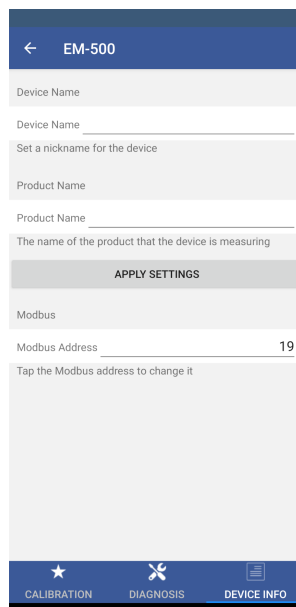 EM-500
Device Name
Device Name
Set a nickname for the device
Product Name
Product Name
The name of the product that the device is measuring
APPLY SETTINGS
Modbus
Modbus Address 19
Tap the Modbus address to change it
CALIBRATION DIAGNOSIS DEVICE INFO